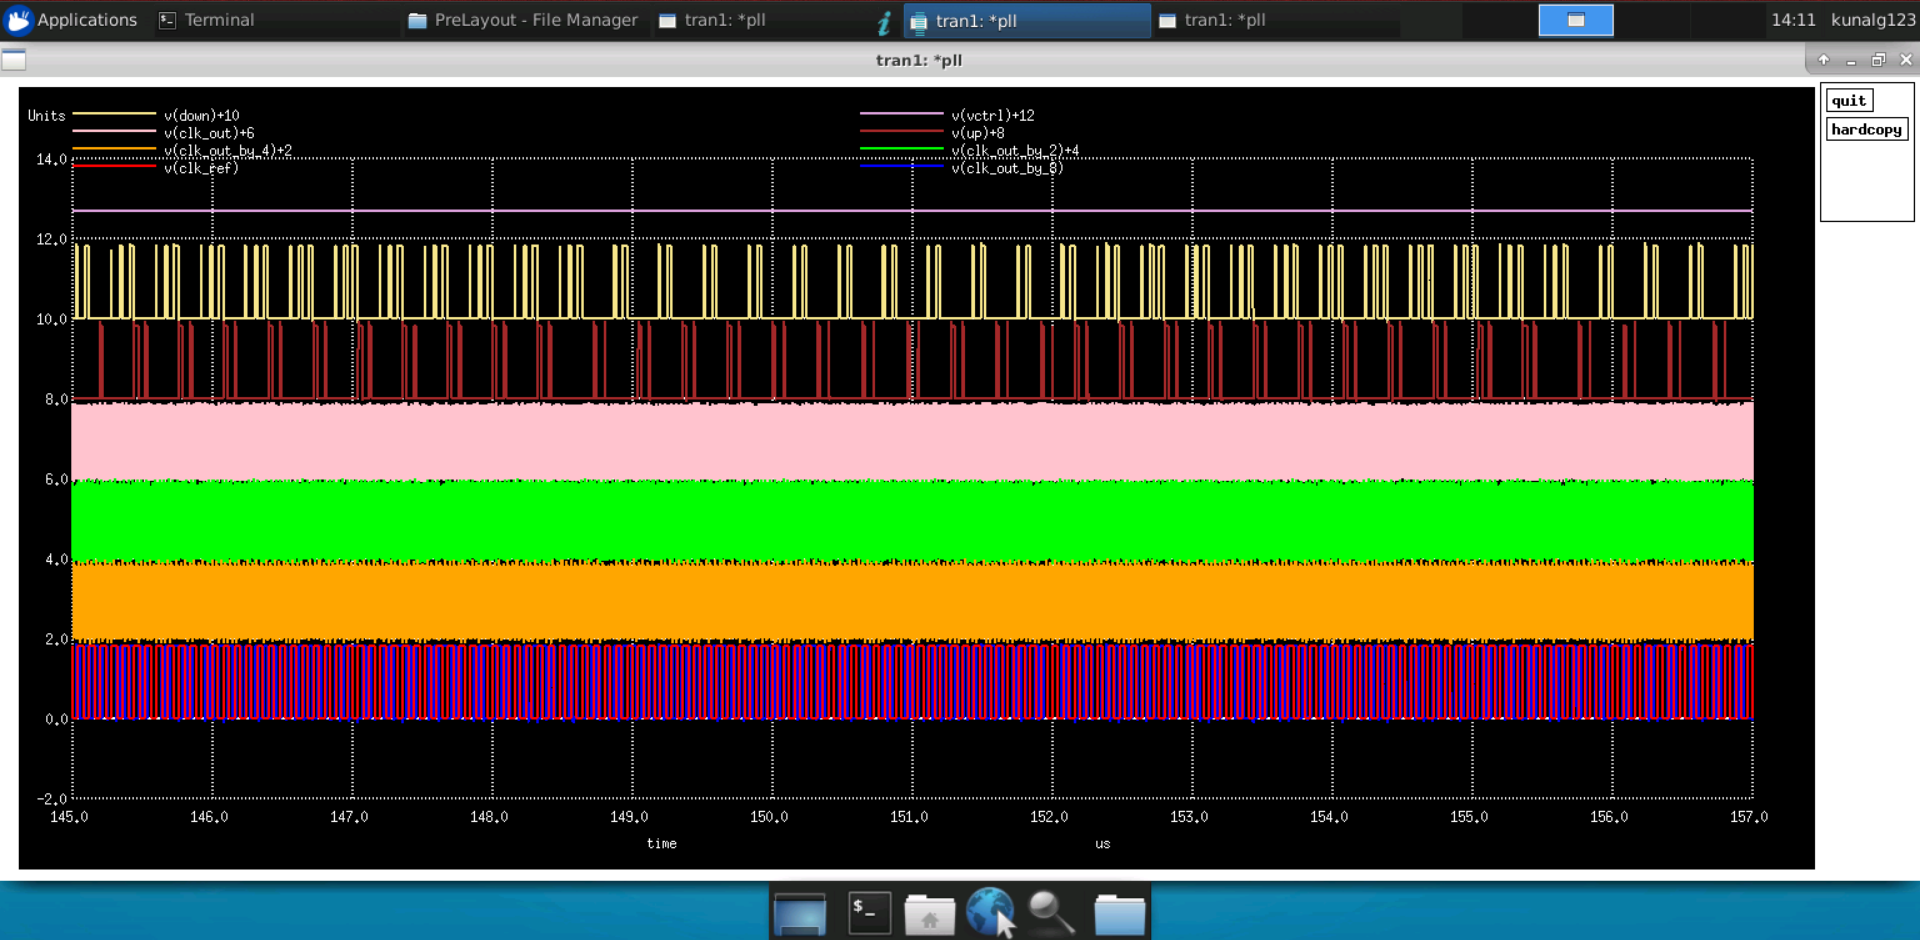 Applications
Terminal
PreLayout - File Manager
tran1: *pll
tran1: *pll
tran1: *pll
14:11
kunalg123
tran1: *pll
quit
hardcopy
Units
v(down)+10
v(vctrl)+12
v(clk_out)+6
v(up)+8
v(clk_out_by_4)+2
v(clk_out_by_2)+4
v(clk_ref)
v(clk_out_by_8)
14.0
12.0
10.0
8.0
6.0
4.0
2.0
0.0
-2.0
145.0 146.0 147.0 148.0 149.0 150.0 151.0 152.0 153.0 154.0 155.0 156.0 157.0
time us
$_